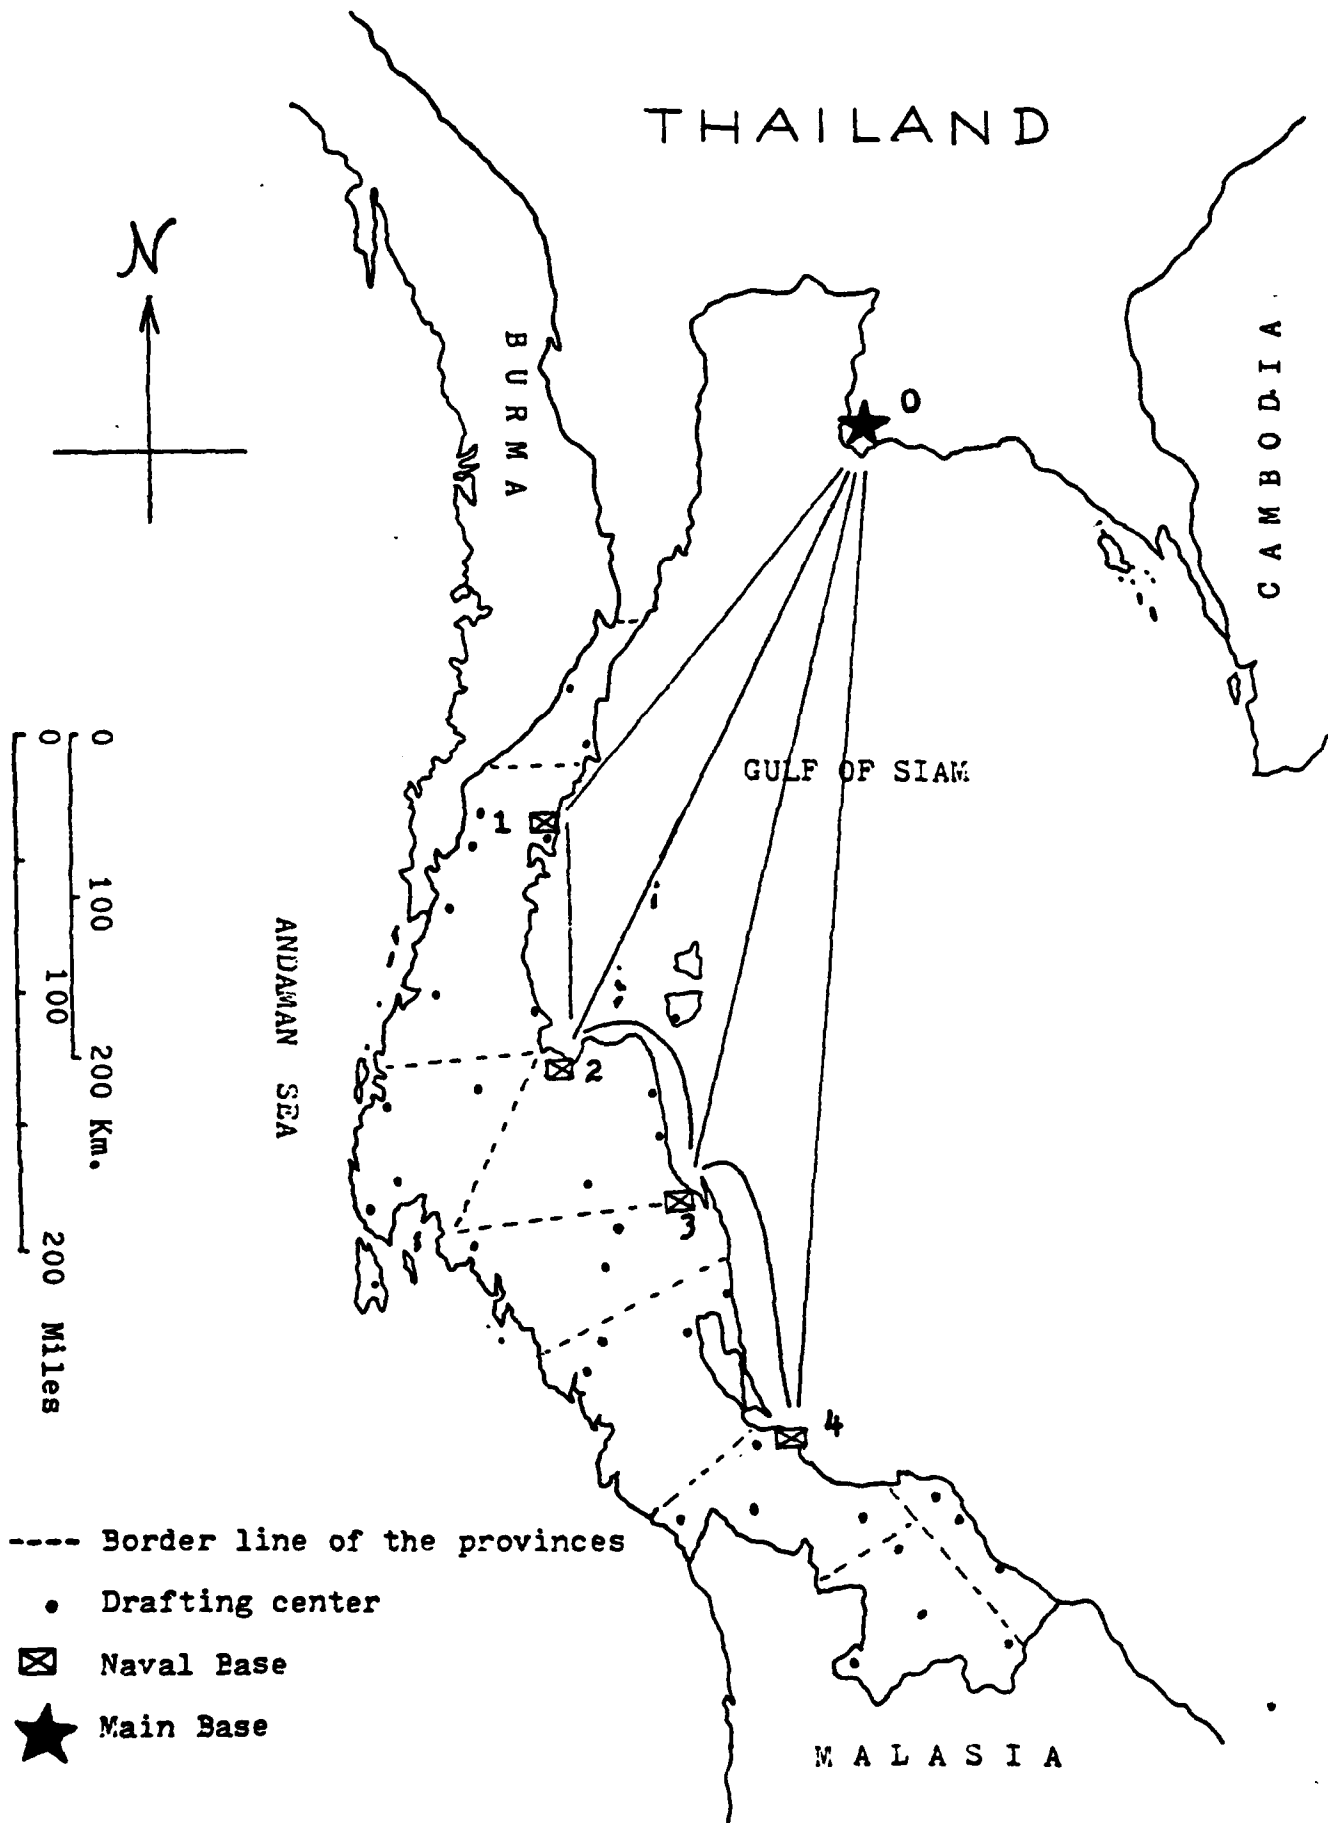 THAILAND
N
BURMA
CAMBODIA
0
GULF OF SIAM
1
ANDAMAN SEA
2
3
4
0
100
200 Km.
0
100
200 Miles
---- Border line of the provinces
• Drafting center
Naval Base
Main Base
MALASIA